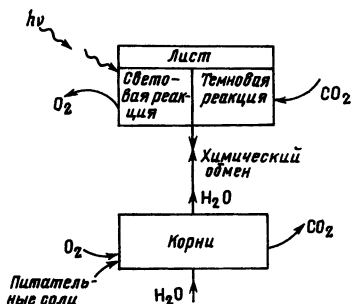 hν
Лист
Свето-
вая реак-
ция
Темновая
реакция
O₂
CO₂
Химический
обмен
H₂O
Корни
O₂
CO₂
Питатель-
ные соли
H₂O